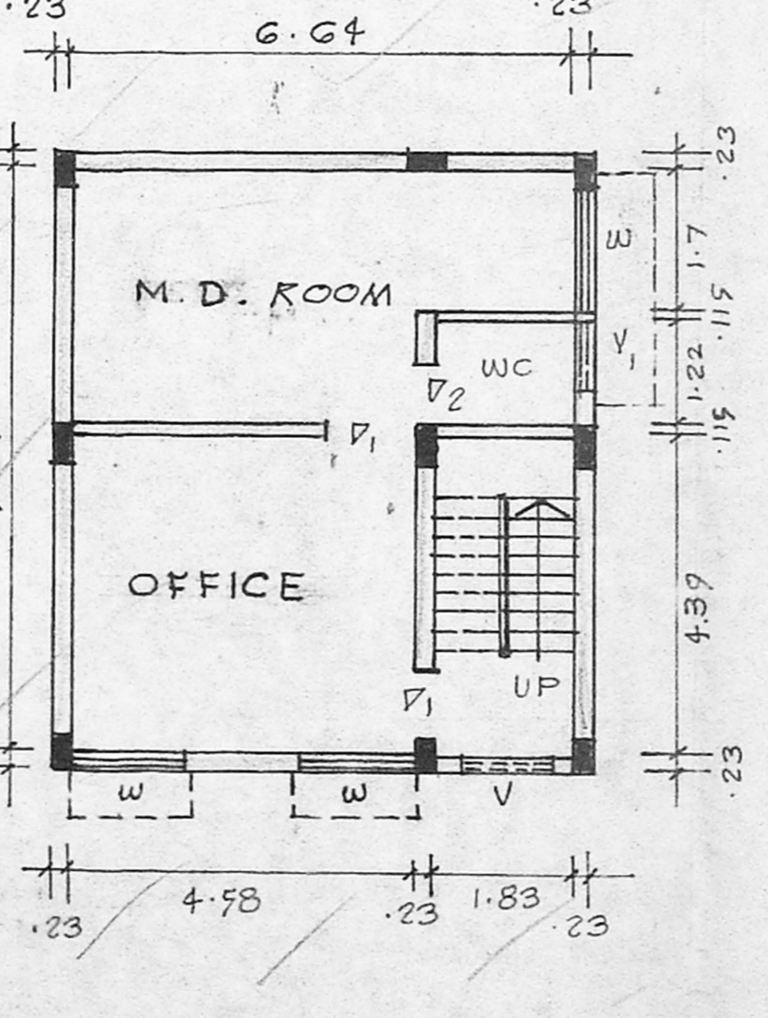 .23
.23
6.64
.23
M.D. ROOM
W
1.7
.115
WC
V1
1.22
D2
D1
.115
OFFICE
4.39
UP
D1
W
W
V
.23
4.58
1.83
.23
.23
.23